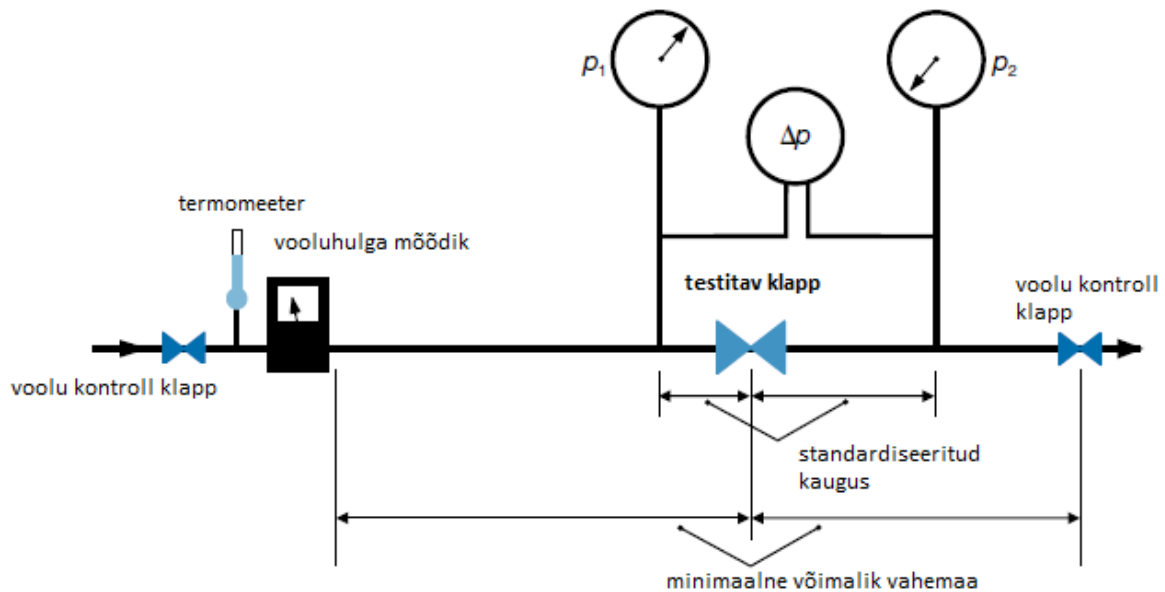 p1
p2
Δp
termomeeter
vooluhulga mõõdik
testitav klapp
voolu kontroll
klapp
voolu kontroll klapp
standardiseeritud
kaugus
minimaalne võimalik vahemaa